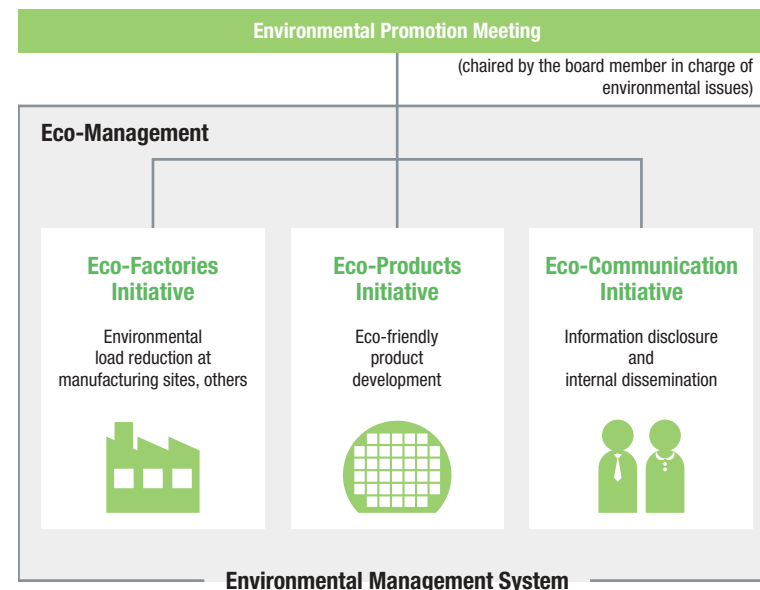 Environmental Promotion Meeting
(chaired by the board member in charge of
environmental issues)
Eco-Management
Eco-Factories
Initiative
Environmental
load reduction at
manufacturing sites, others
Eco-Products
Initiative
Eco-friendly
product
development
Eco-Communication
Initiative
Information disclosure
and
internal dissemination
Environmental Management System